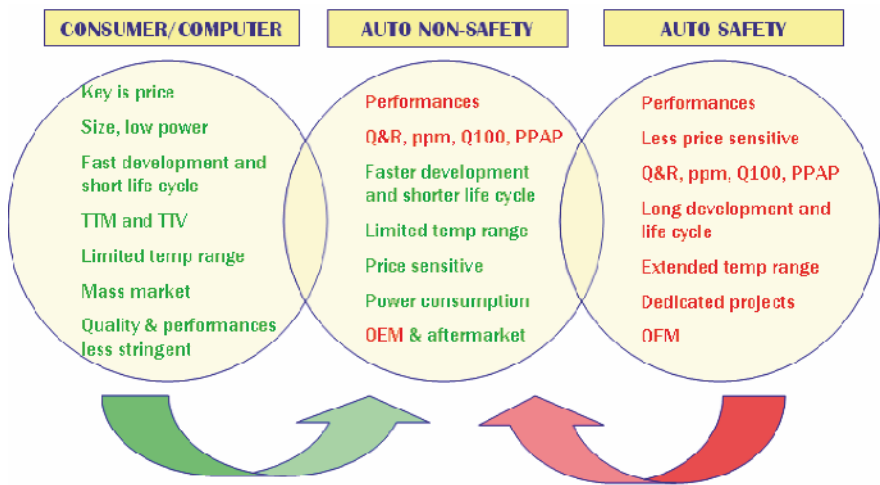 CONSUMER/COMPUTER
AUTO NON-SAFETY
AUTO SAFETY
Key is price
Size, low power
Fast development and
short life cycle
TTM and TTV
Limited temp range
Mass market
Quality & performances
less stringent
Performances
Q&R, ppm, Q100, PPAP
Faster development
and shorter life cycle
Limited temp range
Price sensitive
Power consumption
OEM & aftermarket
Performances
Less price sensitive
Q&R, ppm, Q100, PPAP
Long development and
life cycle
Extended temp range
Dedicated projects
OEM